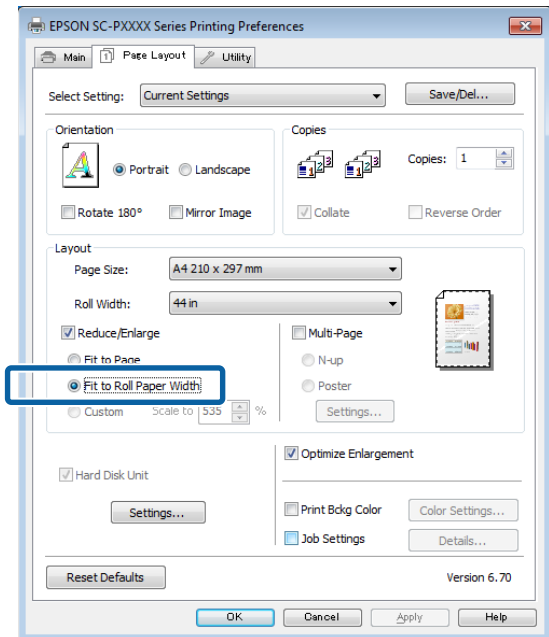 EPSON SC-PXXXX Series Printing Preferences
Main Page Layout Utility
Select Setting: Current Settings Save/Del...
Orientation
Portrait Landscape
Rotate 180° Mirror Image
Copies
Copies: 1
Collate Reverse Order
Layout
Page Size: A4 210 x 297 mm
Roll Width: 44 in
Reduce/Enlarge
Fit to Page
Fit to Roll Paper Width
Custom Scale to 535 %
Multi-Page
N-up
Poster
Settings...
Hard Disk Unit
Settings...
Optimize Enlargement
Print Bckg Color Color Settings...
Job Settings Details...
Reset Defaults Version 6.70
OK Cancel Apply Help